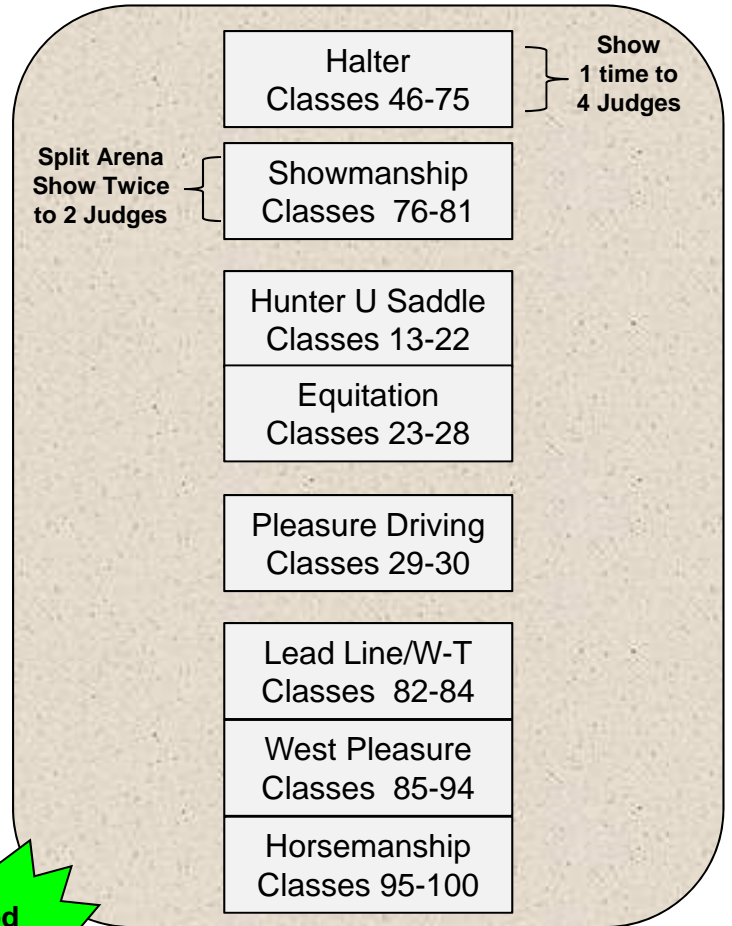 Halter
Classes 46-75
Show
1 time to
4 Judges
Split Arena
Show Twice
to 2 Judges
Showmanship
Classes 76-81
Hunter U Saddle
Classes 13-22
Equitation
Classes 23-28
Pleasure Driving
Classes 29-30
Lead Line/W-T
Classes 82-84
West Pleasure
Classes 85-94
Horsemanship
Classes 95-100